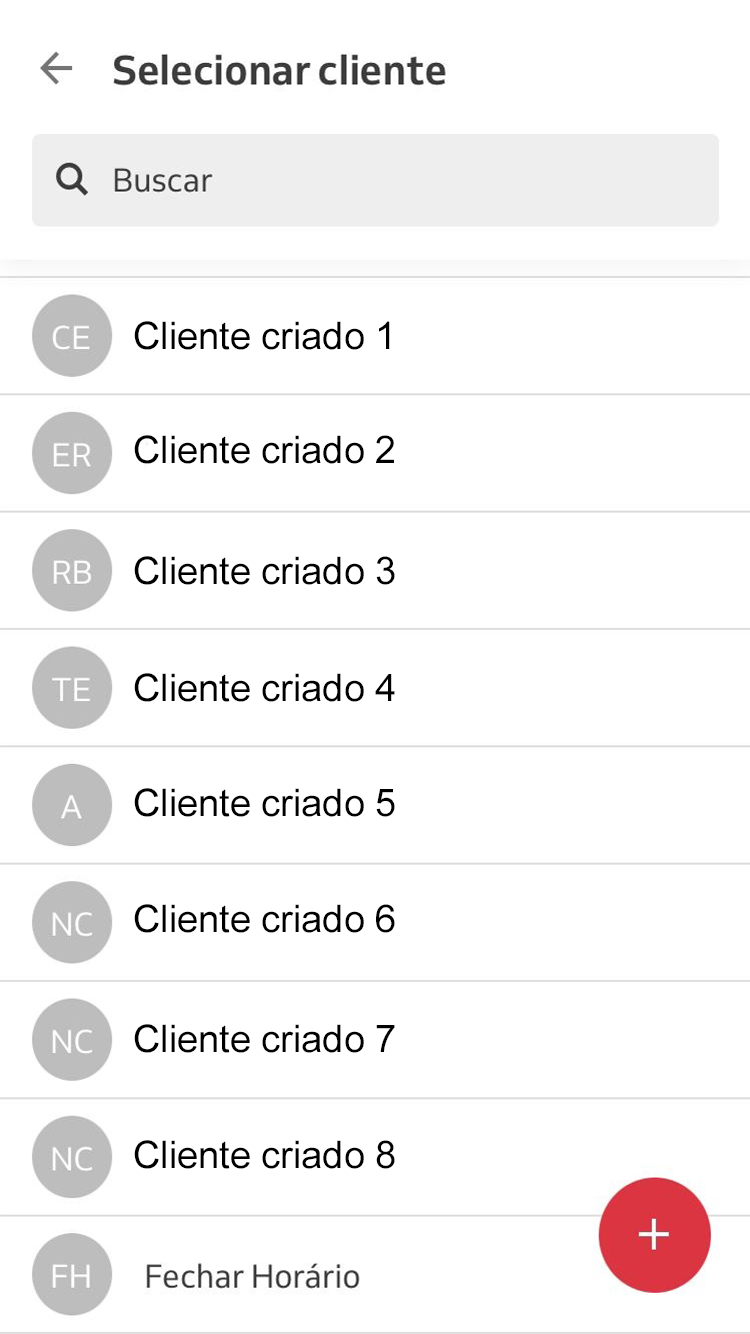 Selecionar cliente
Buscar
CE Cliente criado 1
ER Cliente criado 2
RB Cliente criado 3
TE Cliente criado 4
A Cliente criado 5
NC Cliente criado 6
NC Cliente criado 7
NC Cliente criado 8
FH Fechar Horário